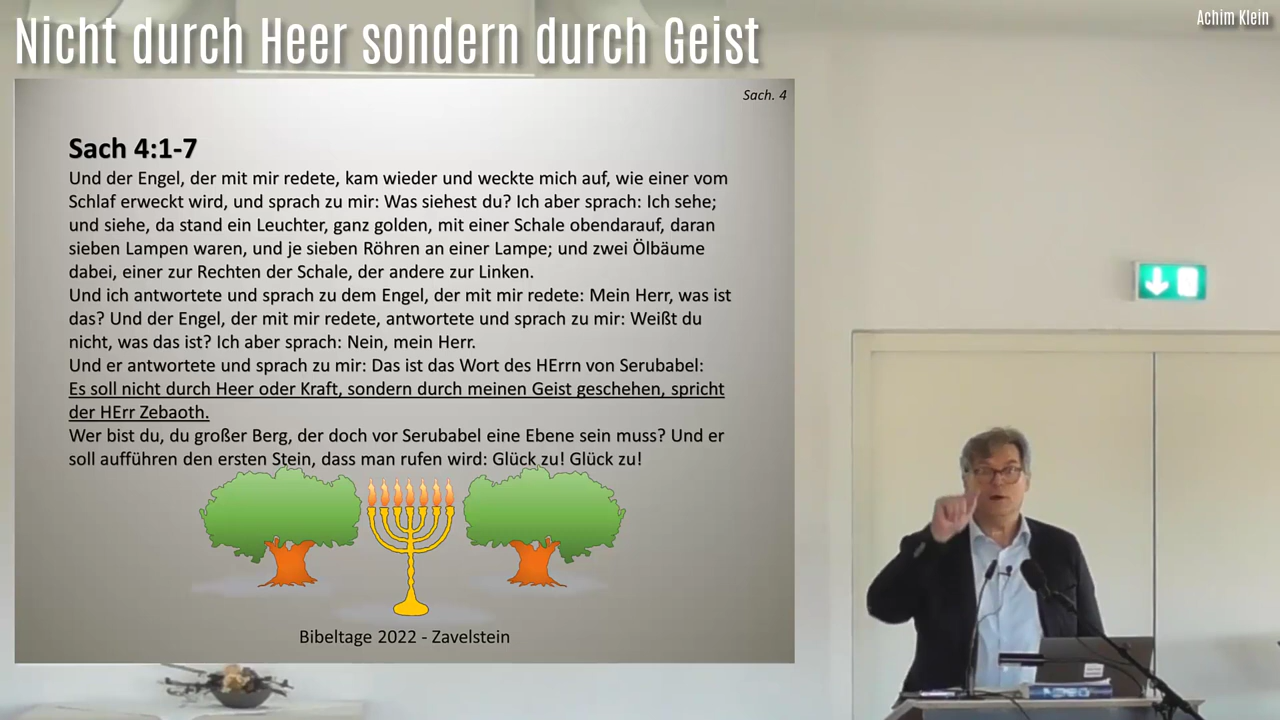 Nicht durch Heer sondern durch Geist
Achim Klein
Sach. 4
Sach 4:1-7
Und der Engel, der mit mir redete, kam wieder und weckte mich auf, wie einer vom
Schlaf erweckt wird, und sprach zu mir: Was siehest du? Ich aber sprach: Ich sehe;
und siehe, da stand ein Leuchter, ganz golden, mit einer Schale obendarauf, daran
sieben Lampen waren, und je sieben Röhren an einer Lampe; und zwei Ölbäume
dabei, einer zur Rechten der Schale, der andere zur Linken.
Und ich antwortete und sprach zu dem Engel, der mit mir redete: Mein Herr, was ist
das? Und der Engel, der mit mir redete, antwortete und sprach zu mir: Weißt du
nicht, was das ist? Ich aber sprach: Nein, mein Herr.
Und er antwortete und sprach zu mir: Das ist das Wort des HErrn von Serubabel:
Es soll nicht durch Heer oder Kraft, sondern durch meinen Geist geschehen, spricht
der HErr Zebaoth.
Wer bist du, du großer Berg, der doch vor Serubabel eine Ebene sein muss? Und er
soll aufführen den ersten Stein, dass man rufen wird: Glück zu! Glück zu!
Bibeltage 2022 - Zavelstein